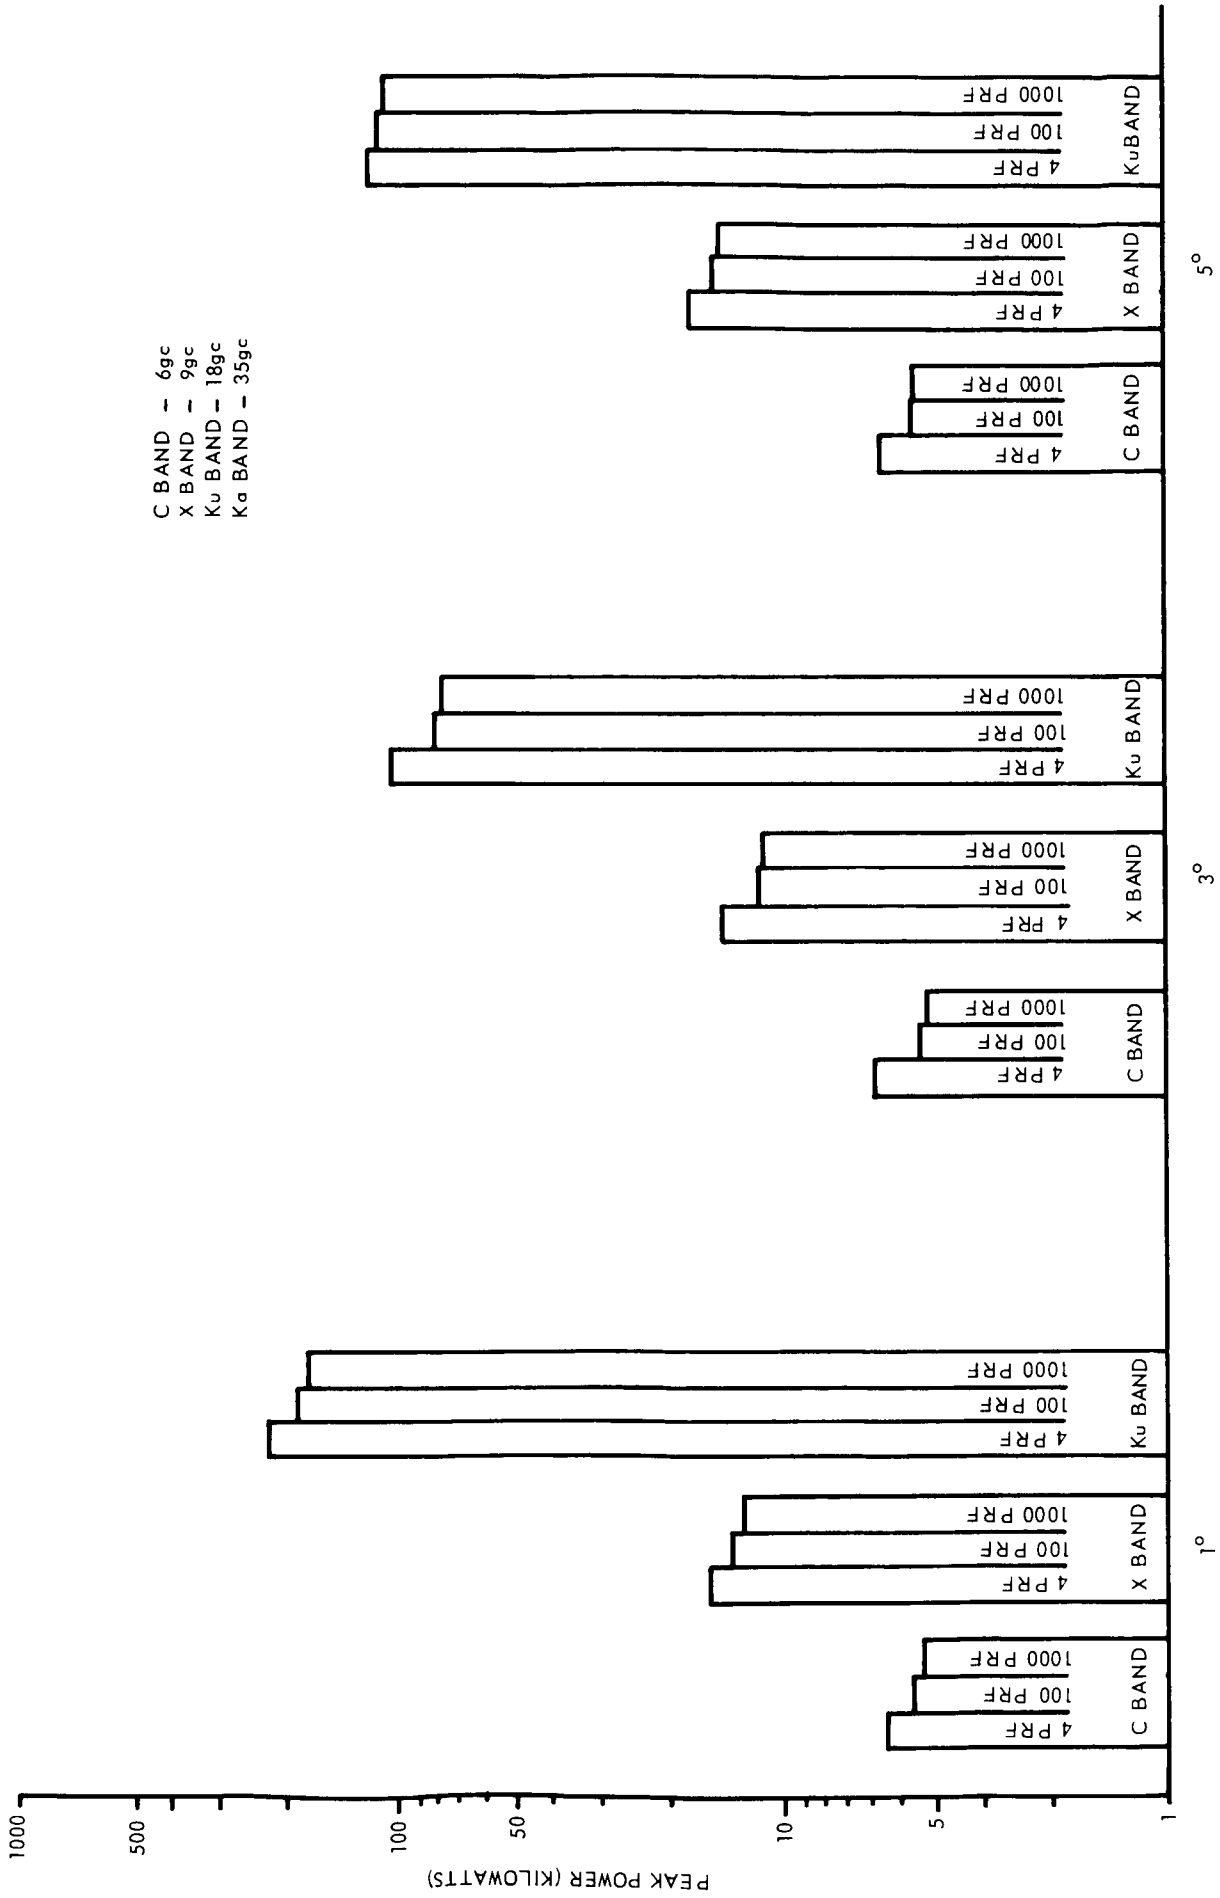 C BAND – 6gc
X BAND – 9gc
Ku BAND – 18gc
Ka BAND – 35gc
1000
500
100
50
10
5
1
PEAK POWER (KILOWATTS)
4 PRF
100 PRF
1000 PRF
C BAND
4 PRF
100 PRF
1000 PRF
X BAND
4 PRF
100 PRF
1000 PRF
Ku BAND
1°
4 PRF
100 PRF
1000 PRF
C BAND
4 PRF
100 PRF
1000 PRF
X BAND
4 PRF
100 PRF
1000 PRF
Ku BAND
3°
4 PRF
100 PRF
1000 PRF
C BAND
4 PRF
100 PRF
1000 PRF
X BAND
4 PRF
100 PRF
1000 PRF
KuBAND
5°